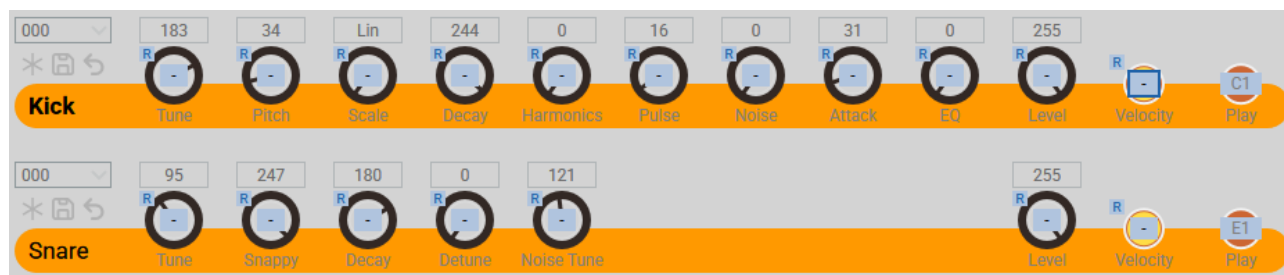 000 183 34 Lin 244 0 16 0 31 0 255
R R R R R R R R R R R
- - - - - - - - - - - C1
Kick Tune Pitch Scale Decay Harmonics Pulse Noise Attack EQ Level Velocity Play
000 95 247 180 0 121 255
R R R R R R R
- - - - - - - E1
Snare Tune Snappy Decay Detune Noise Tune Level Velocity Play